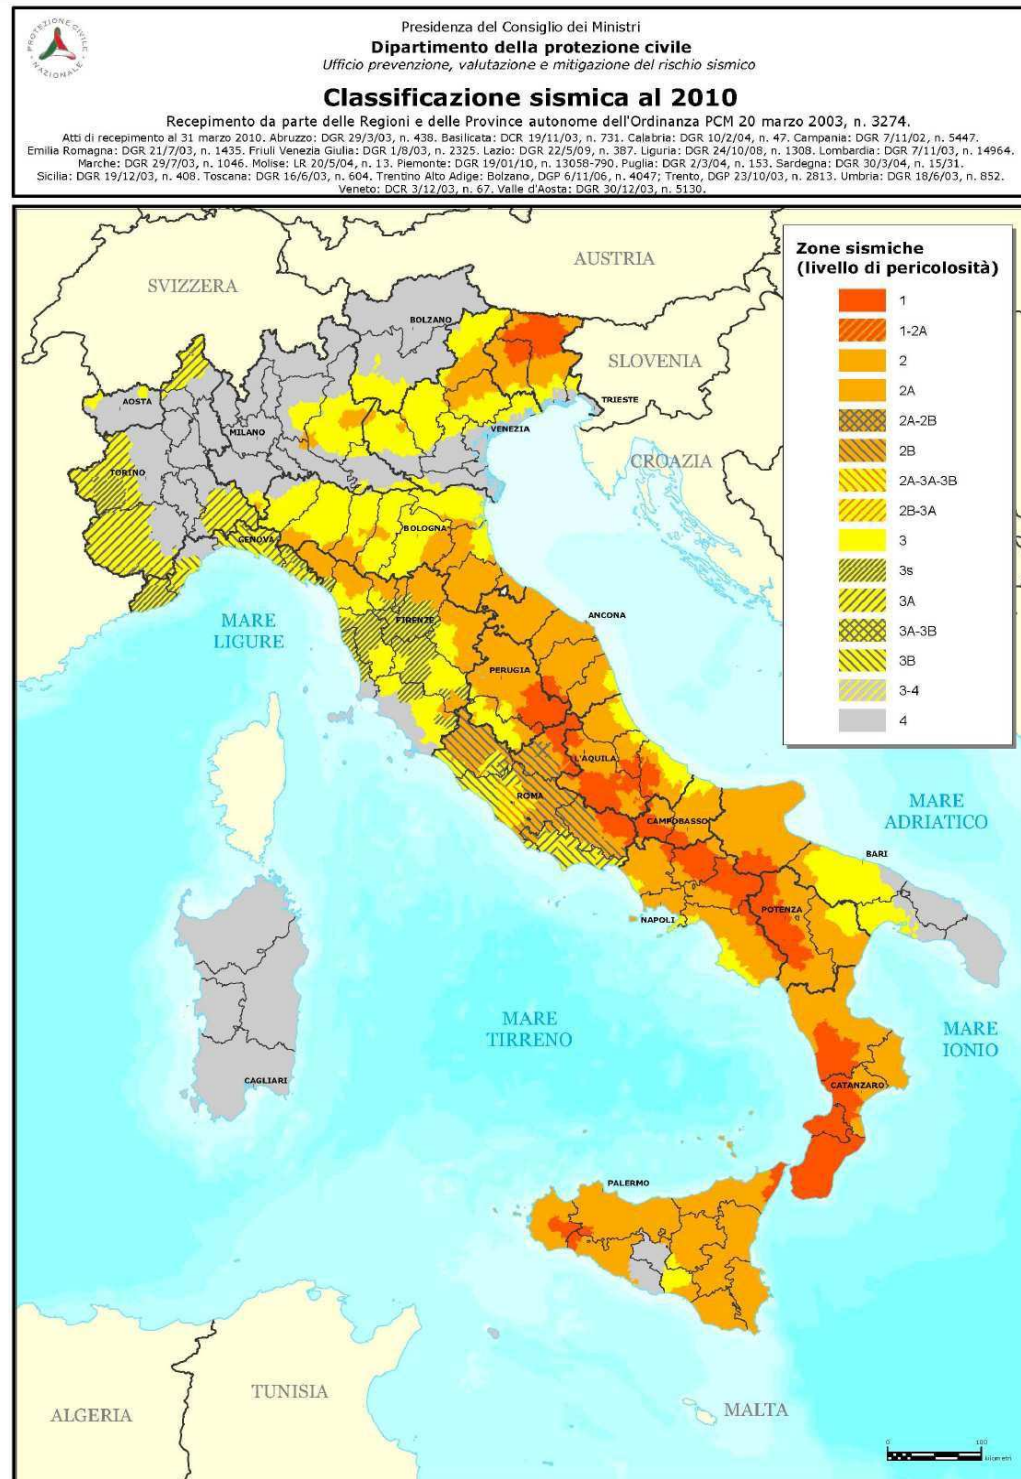 PROTEZIONE CIVILE
NAZIONALE
Presidenza del Consiglio dei Ministri
Dipartimento della protezione civile
Ufficio prevenzione, valutazione e mitigazione del rischio sismico
Classificazione sismica al 2010
Recepimento da parte delle Regioni e delle Province autonome dell'Ordinanza PCM 20 marzo 2003, n. 3274.
Atti di recepimento al 31 marzo 2010. Abruzzo: DGR 29/3/03, n. 438. Basilicata: DCR 19/11/03, n. 731. Calabria: DGR 10/2/04, n. 47. Campania: DGR 7/11/02, n. 5447.
Emilia Romagna: DGR 21/7/03, n. 1435. Friuli Venezia Giulia: DGR 1/8/03, n. 2325. Lazio: DGR 22/5/09, n. 387. Liguria: DGR 24/10/08, n. 1308. Lombardia: DGR 7/11/03, n. 14964.
Marche: DGR 29/7/03, n. 1046. Molise: LR 20/5/04, n. 13. Piemonte: DGR 19/01/10, n. 13058-790. Puglia: DGR 2/3/04, n. 153. Sardegna: DGR 30/3/04, n. 15/31.
Sicilia: DGR 19/12/03, n. 408. Toscana: DGR 16/6/03, n. 604. Trentino Alto Adige: Bolzano, DGP 6/11/06, n. 4047; Trento, DGP 23/10/03, n. 2813. Umbria: DGR 18/6/03, n. 852.
Veneto: DCR 3/12/03, n. 67. Valle d'Aosta: DGR 30/12/03, n. 5130.
Zone sismiche
(livello di pericolosità)
1
1-2A
2
2A
2A-2B
2B
2A-3A-3B
2B-3A
3
3s
3A
3A-3B
3B
3-4
4
AUSTRIA
SVIZZERA
BOLZANO
SLOVENIA
AOSTA
TRIESTE
MILANO
VENEZIA
CROAZIA
TORINO
BOLOGNA
GENOVA
MARE
LIGURE
FIRENZE
ANCONA
PERUGIA
L'AQUILA
ROMA
MARE
ADRIATICO
CAMPOBASSO
BARI
NAPOLI
POTENZA
MARE
TIRRENO
MARE
IONIO
CAGLIARI
CATANZARO
PALERMO
TUNISIA
ALGERIA
MALTA
0 100
kilometri